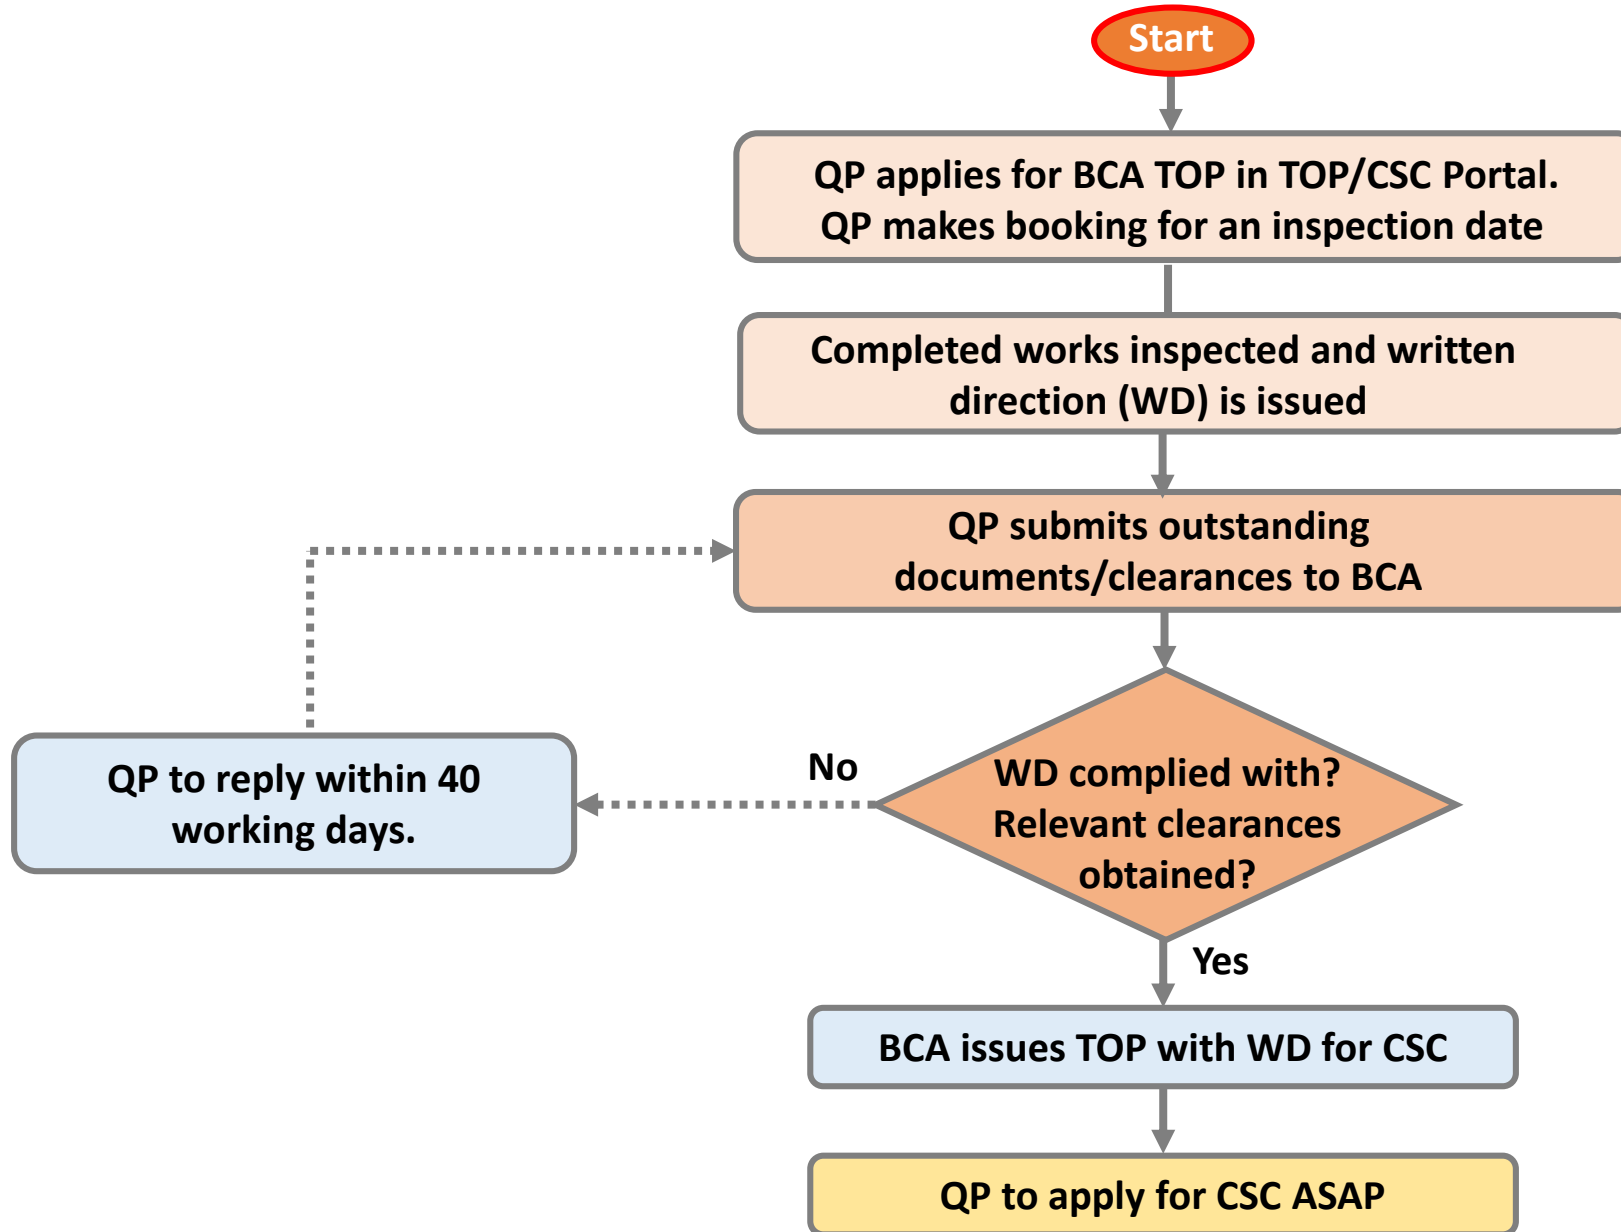 Start
QP applies for BCA TOP in TOP/CSC Portal.
QP makes booking for an inspection date
Completed works inspected and written
direction (WD) is issued
QP submits outstanding
documents/clearances to BCA
No
WD complied with?
Relevant clearances
obtained?
QP to reply within 40
working days.
Yes
BCA issues TOP with WD for CSC
QP to apply for CSC ASAP